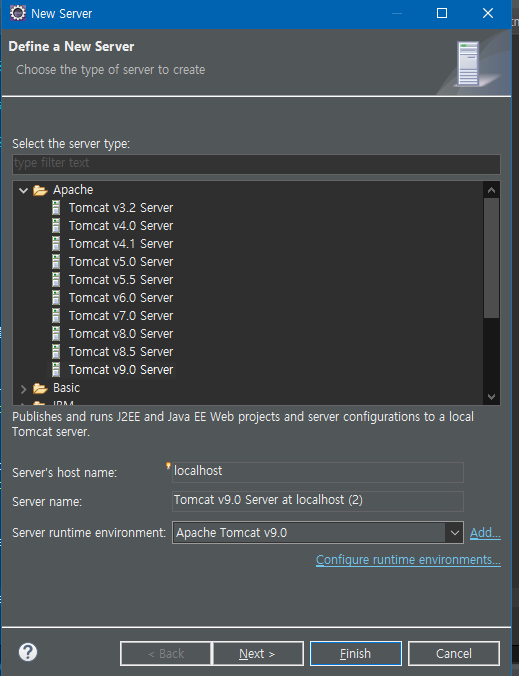 New Server
Define a New Server
Choose the type of server to create
Select the server type:
type filter text
Apache
Tomcat v3.2 Server
Tomcat v4.0 Server
Tomcat v4.1 Server
Tomcat v5.0 Server
Tomcat v5.5 Server
Tomcat v6.0 Server
Tomcat v7.0 Server
Tomcat v8.0 Server
Tomcat v8.5 Server
Tomcat v9.0 Server
Basic
IBM
Publishes and runs J2EE and Java EE Web projects and server configurations to a local
Tomcat server.
Server's host name: localhost
Server name: Tomcat v9.0 Server at localhost (2)
Server runtime environment: Apache Tomcat v9.0 Add...
Configure runtime environments...
? < Back Next > Finish Cancel